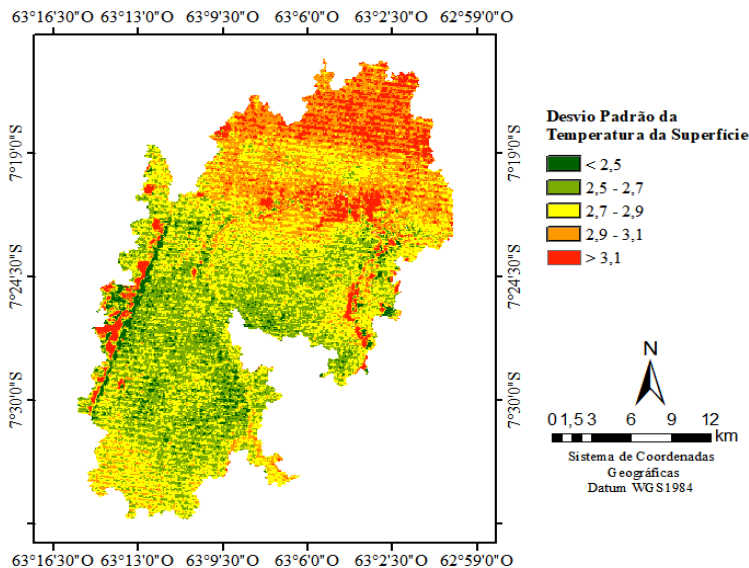 63°16'30"O 63°13'0"O 63°9'30"O 63°6'0"O 63°2'30"O 62°59'0"O
7°19'0"S
7°24'30"S
7°30'0"S
7°19'0"S
7°24'30"S
7°30'0"S
Desvio Padrão da
Temperatura da Superfície
< 2,5
2,5 - 2,7
2,7 - 2,9
2,9 - 3,1
> 3,1
N
0 1,5 3 6 9 12
km
Sistema de Coordenadas
Geográficas
Datum WGS1984
63°16'30"O 63°13'0"O 63°9'30"O 63°6'0"O 63°2'30"O 62°59'0"O